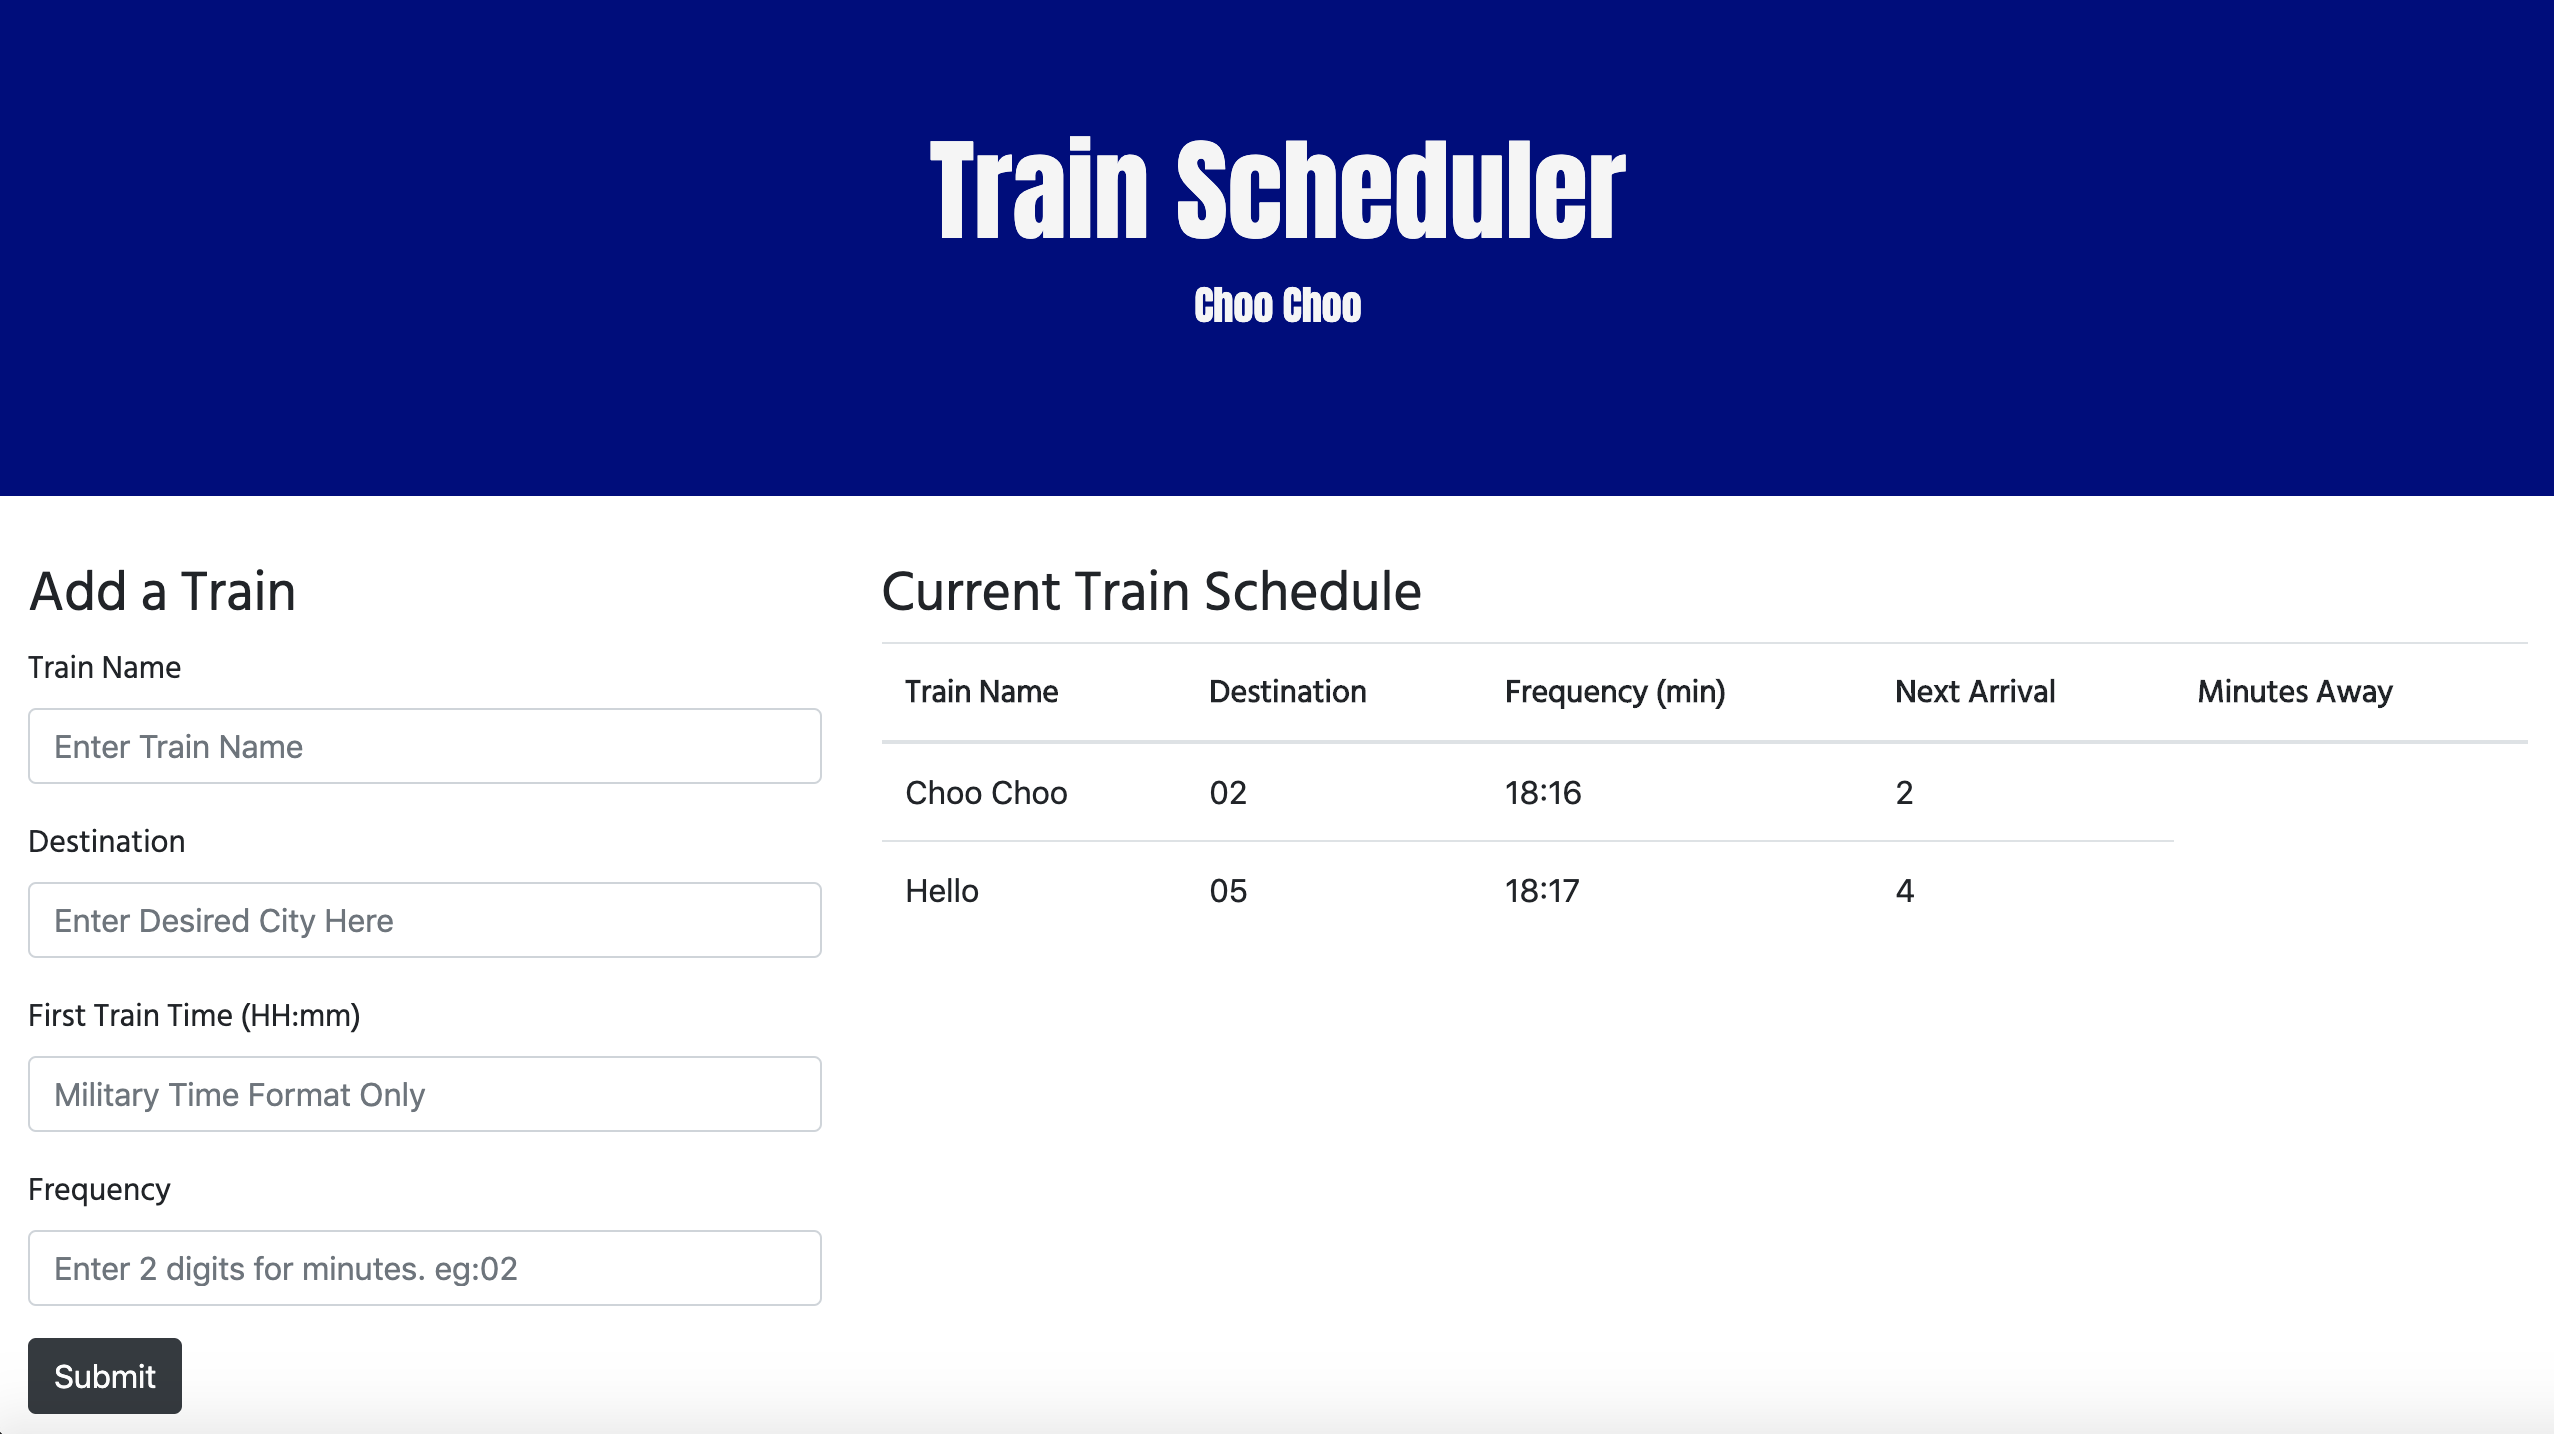 Train Scheduler
Choo Choo
Add a Train
Train Name
Enter Train Name
Destination
Enter Desired City Here
First Train Time (HH:mm)
Military Time Format Only
Frequency
Enter 2 digits for minutes. eg:02
Submit
Current Train Schedule
Train Name Destination Frequency (min) Next Arrival Minutes Away
Choo Choo 02 18:16 2
Hello 05 18:17 4